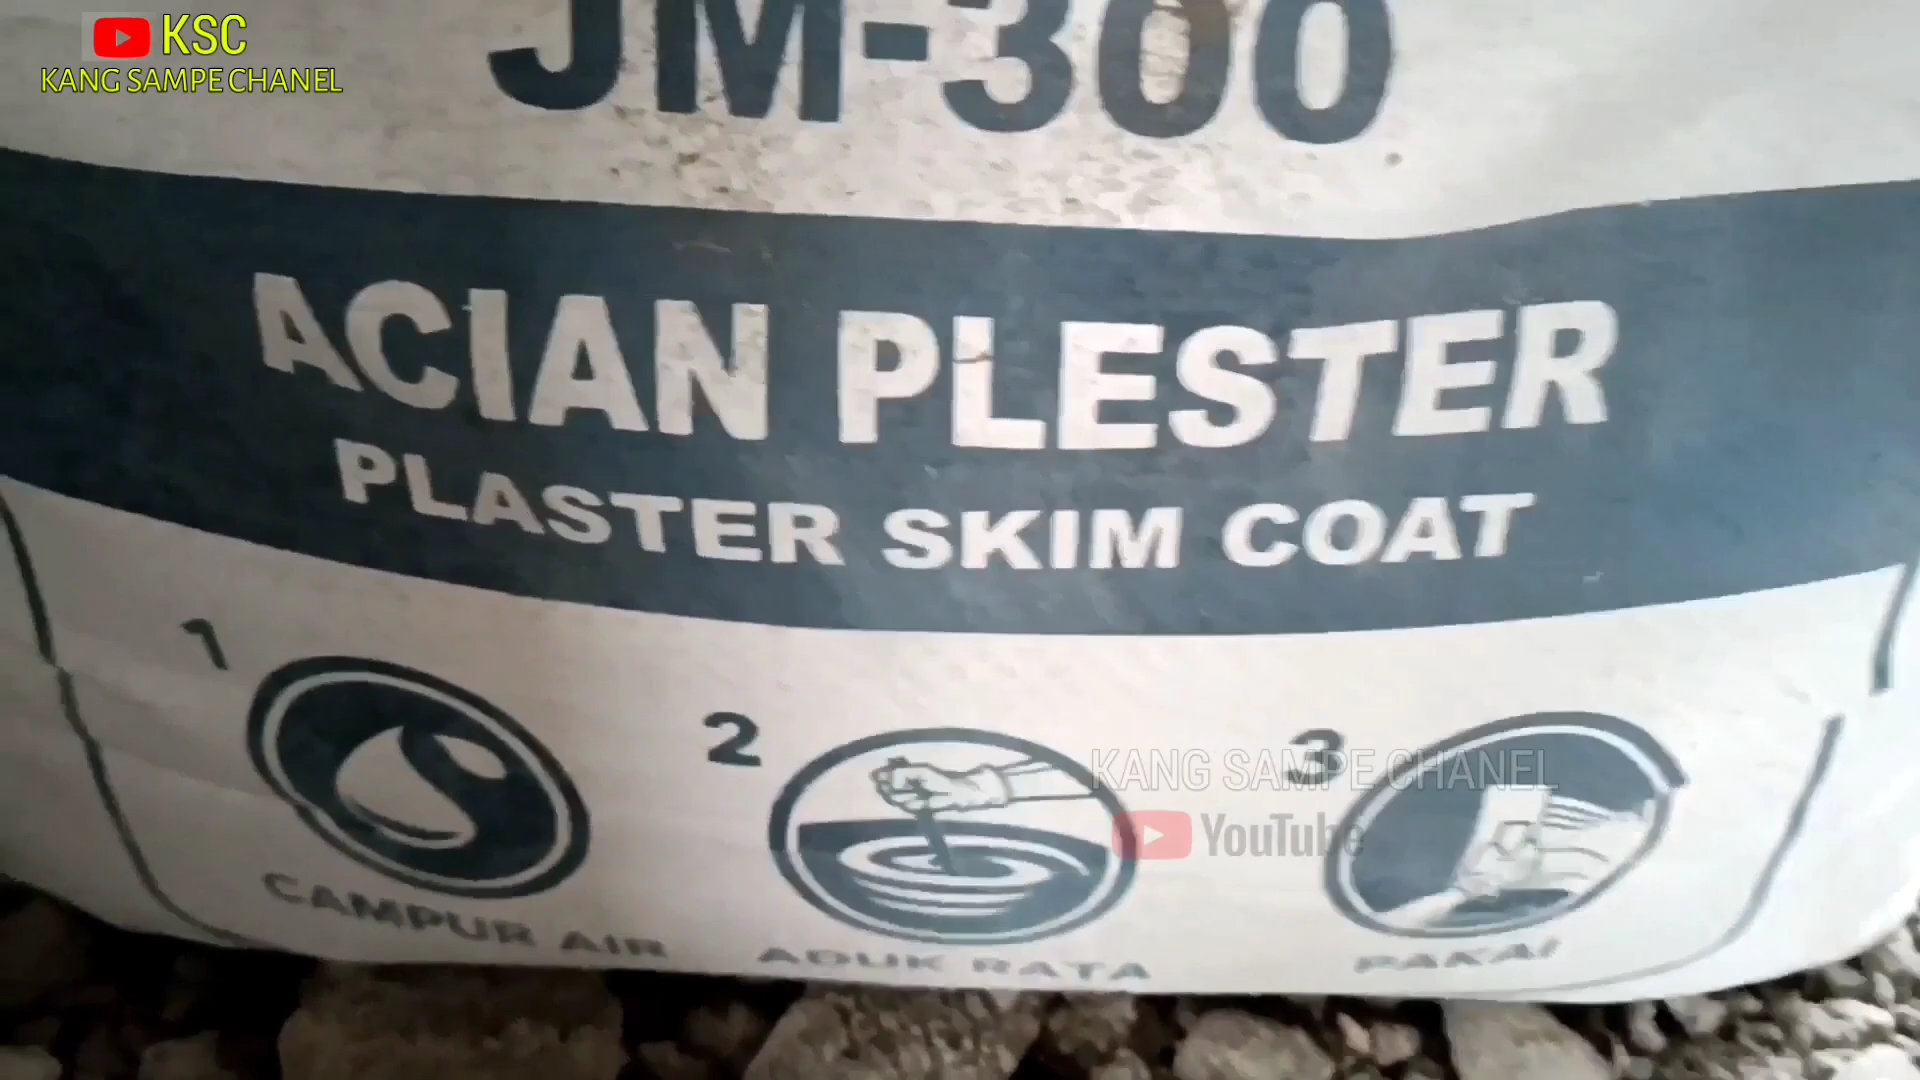 KSC
KANG SAMPE CHANEL
JM-300
ACIAN PLESTER
PLASTER SKIM COAT
1
2
3
KANG SAMPE CHANEL
YouTube
CAMPUR AIR
ADUK RATA
PAKAI